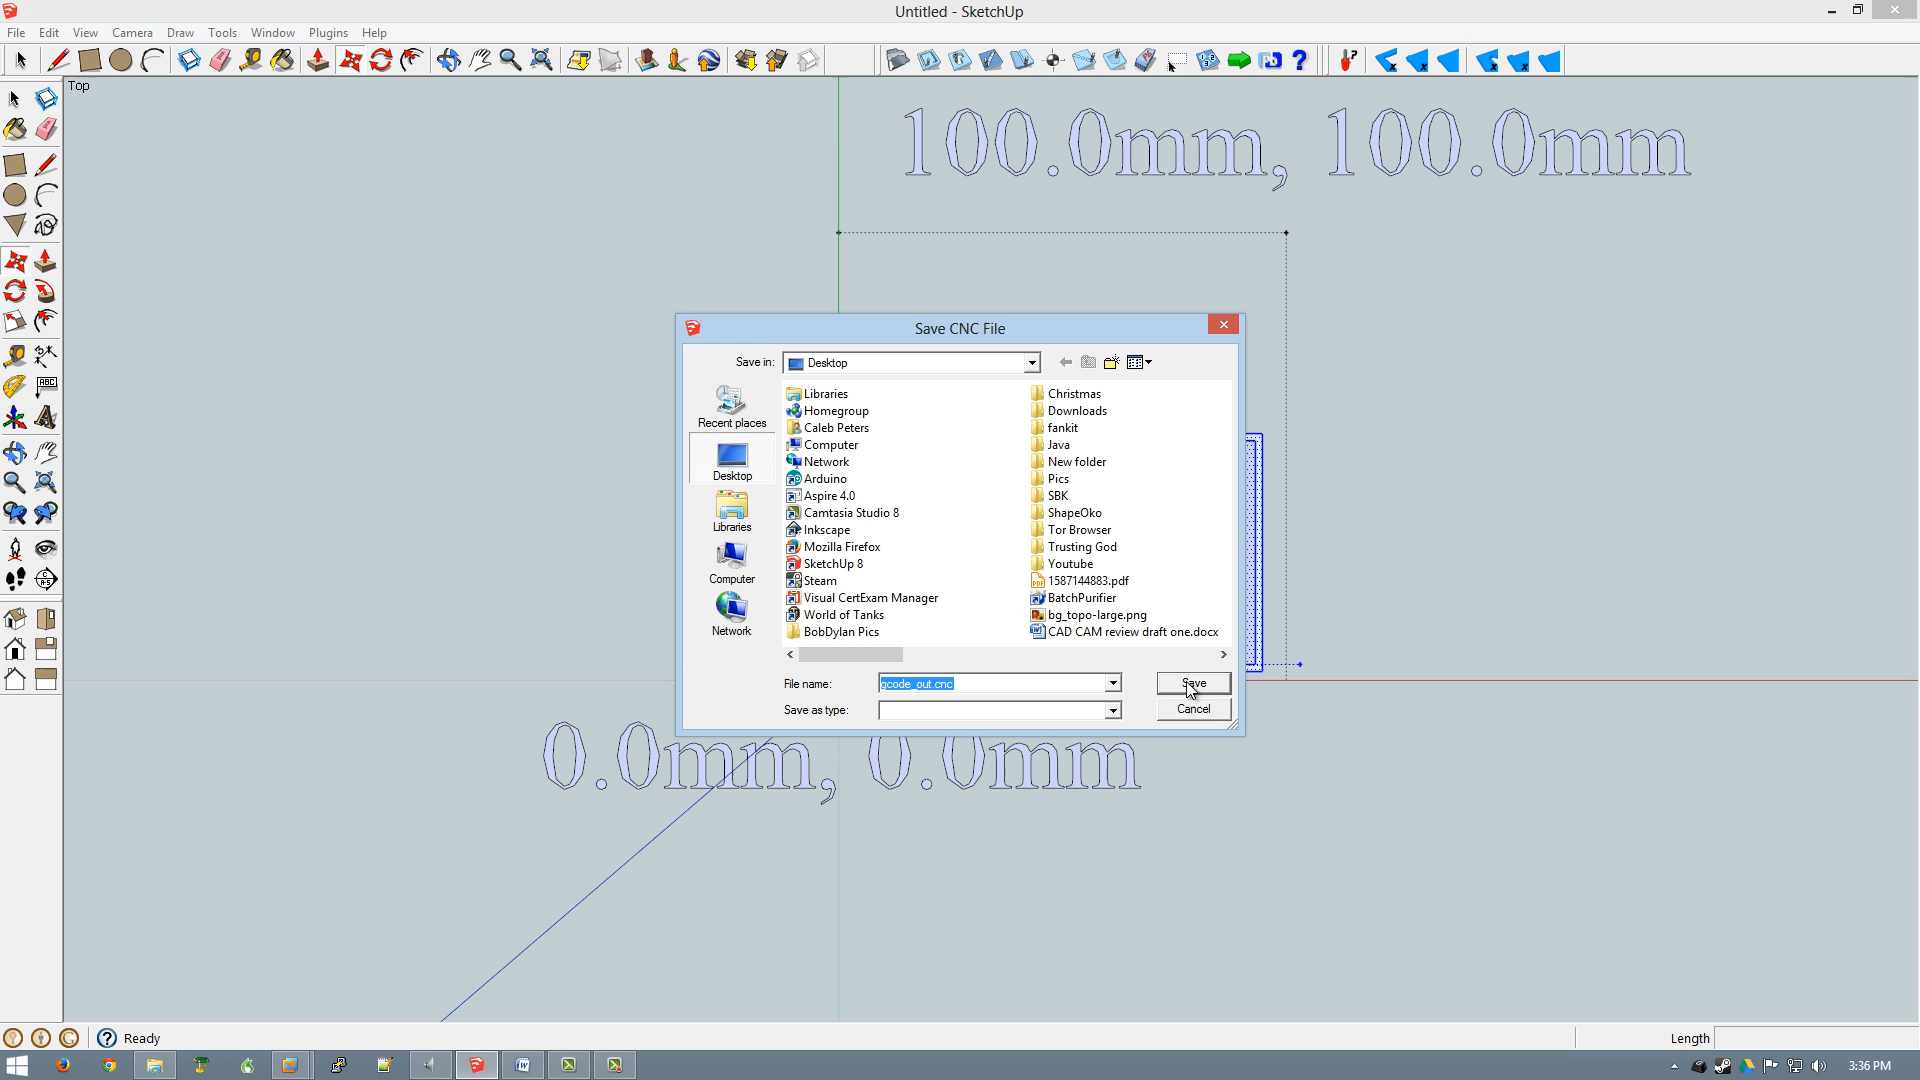 Untitled - SketchUp
File Edit View Camera Draw Tools Window Plugins Help
Top
100.0mm, 100.0mm
Save CNC File
Save in: Desktop
Recent places
Desktop
Libraries
Computer
Network
Libraries
Homegroup
Caleb Peters
Computer
Network
Arduino
Aspire 4.0
Camtasia Studio 8
Inkscape
Mozilla Firefox
SketchUp 8
Steam
Visual CertExam Manager
World of Tanks
BobDylan Pics
Christmas
Downloads
fankit
Java
New folder
Pics
SBK
ShapeOko
Tor Browser
Trusting God
Youtube
1587144883.pdf
BatchPurifier
bg_topo-large.png
CAD CAM review draft one.docx
File name: gcode_out.cnc Save
Save as type: Cancel
0.0mm, 0.0mm
Ready Length
3:36 PM